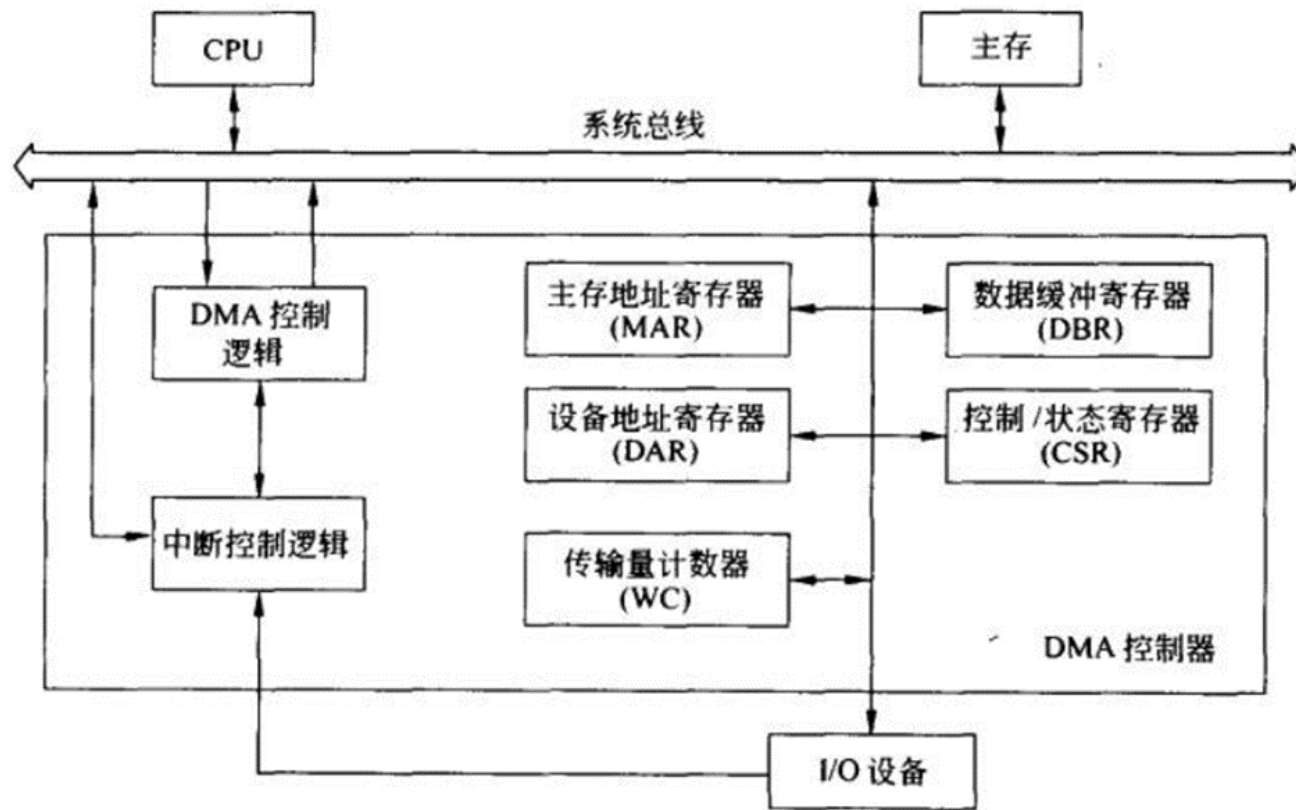 CPU
主存
系统总线
DMA 控制
逻辑
主存地址寄存器
(MAR)
数据缓冲寄存器
(DBR)
设备地址寄存器
(DAR)
控制/状态寄存器
(CSR)
中断控制逻辑
传输量计数器
(WC)
DMA 控制器
I/O 设备